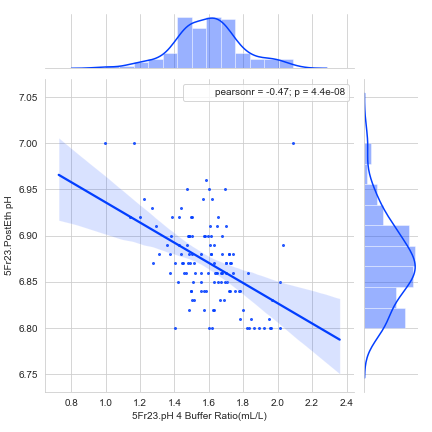 pearsonr = -0.47; p = 4.4e-08
7.05
7.00
6.95
6.90
6.85
6.80
6.75
5Fr23.PostEth pH
0.8 1.0 1.2 1.4 1.6 1.8 2.0 2.2 2.4
5Fr23.pH 4 Buffer Ratio(mL/L)